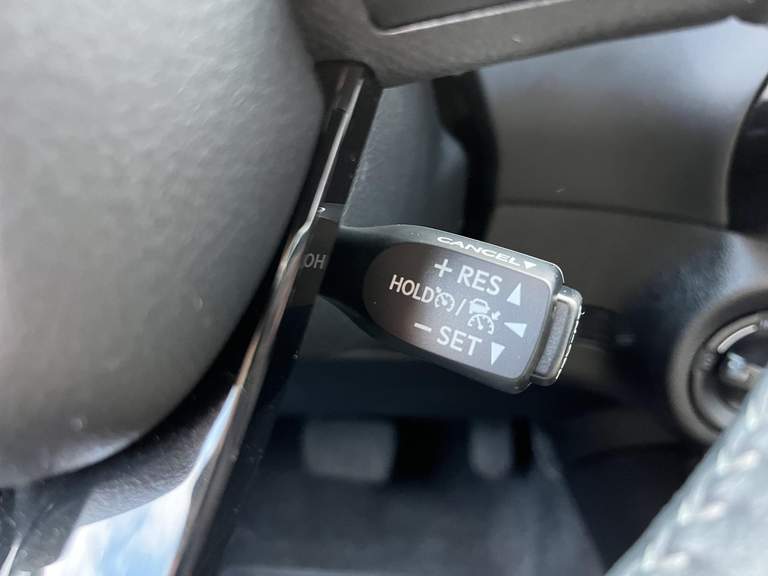 CANCEL▼
+ RES ▲
HOLD /
− SET ▼